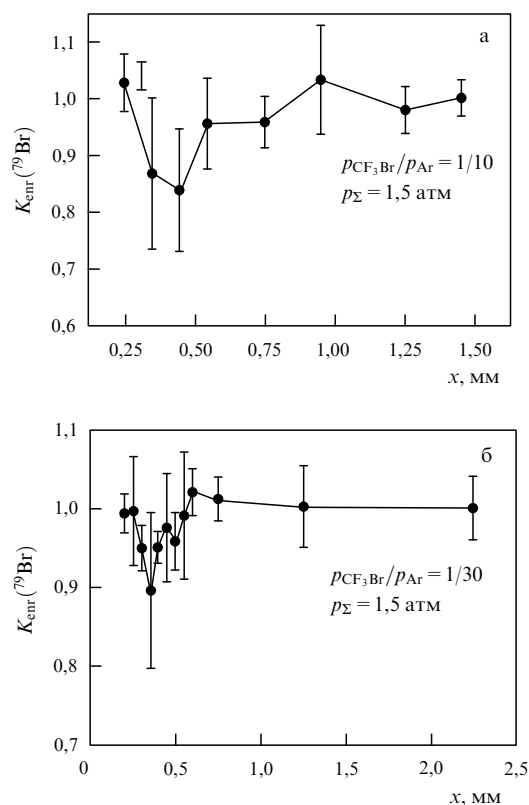 1,1
1,0
0,9
0,8
0,7
0,6
K_enr(⁷⁹Br)
а
p_CF₃Br/p_Ar = 1/10
p_Σ = 1,5 атм
0,25 0,50 0,75 1,00 1,25 1,50
x, мм
1,1
1,0
0,9
0,8
0,7
K_enr(⁷⁹Br)
б
p_CF₃Br/p_Ar = 1/30
p_Σ = 1,5 атм
0 0,5 1,0 1,5 2,0 2,5
x, мм